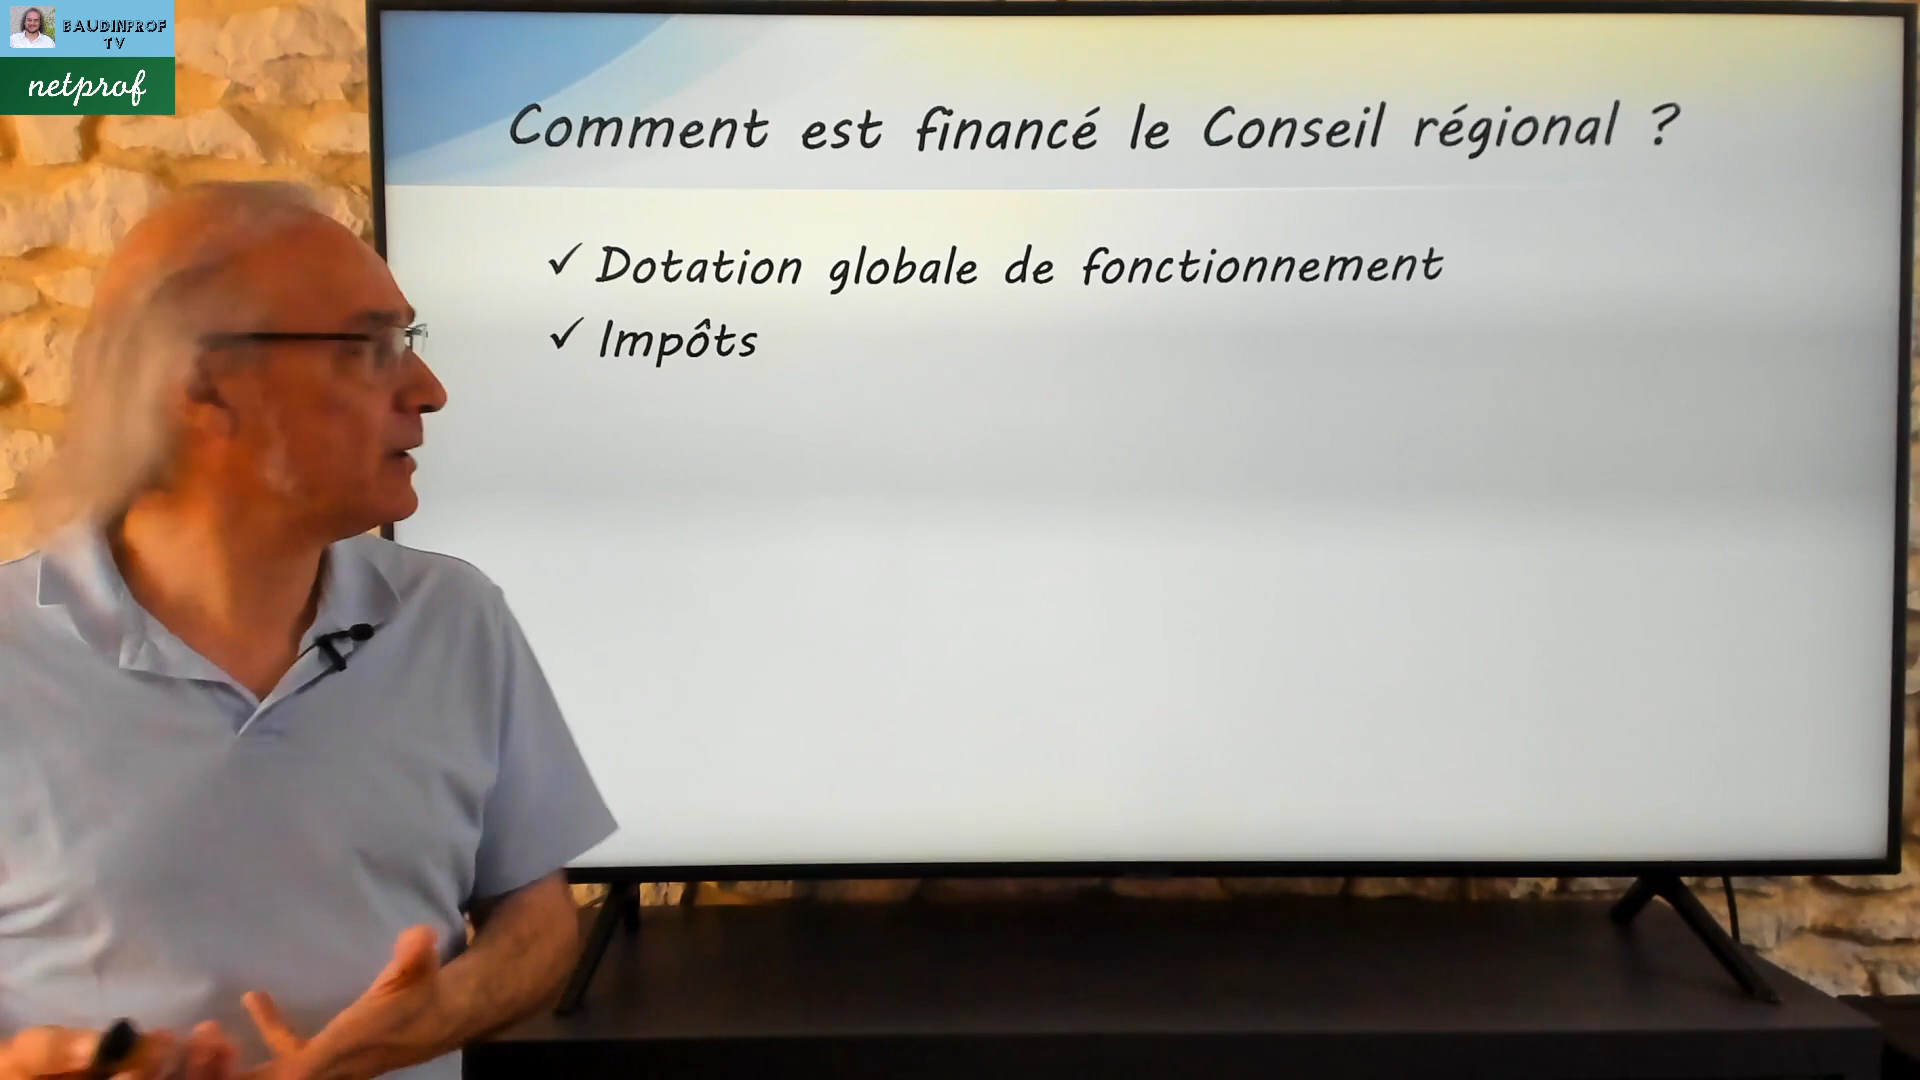 BAUDINPROF
TV
netprof
Comment est financé le Conseil régional ?
✓ Dotation globale de fonctionnement
✓ Impôts